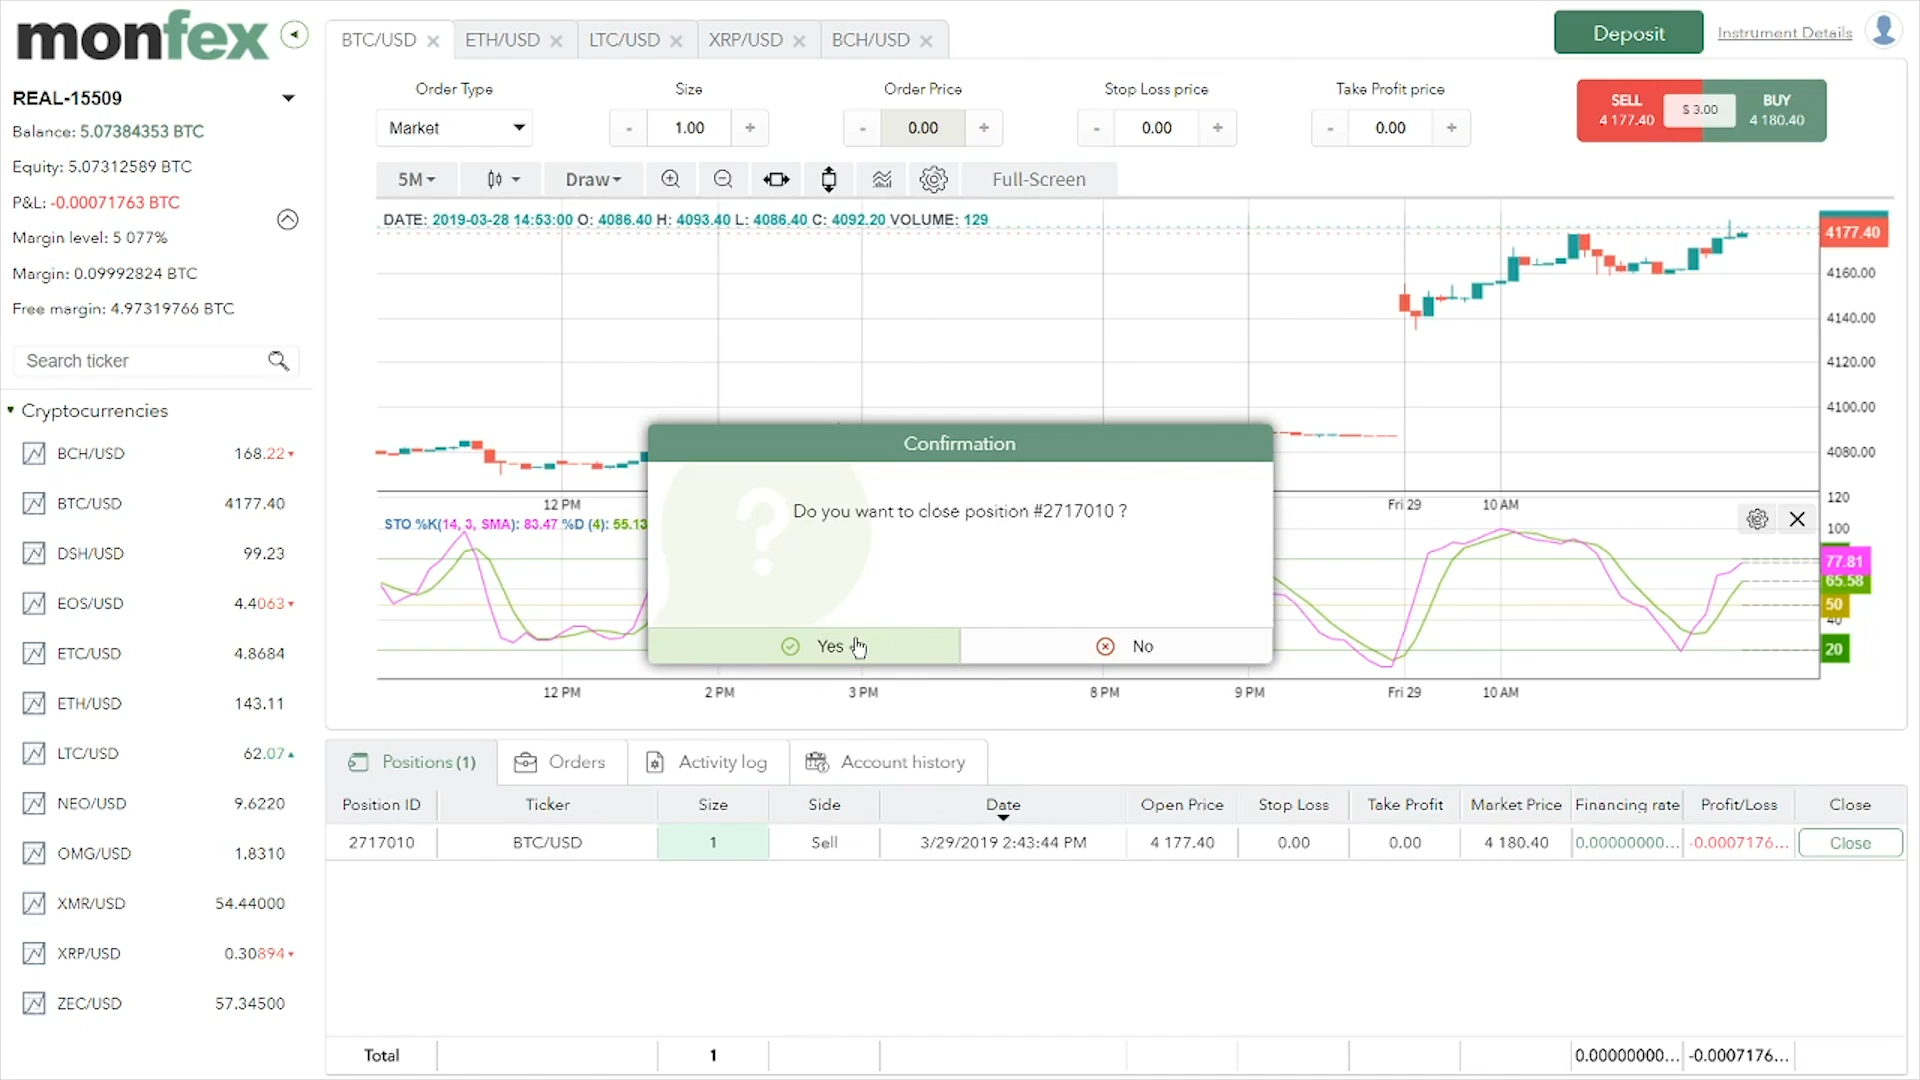 monfex
BTC/USD
ETH/USD
LTC/USD
XRP/USD
BCH/USD
Deposit
Instrument Details
REAL-15509
Balance: 5.07384353 BTC
Equity: 5.07312589 BTC
P&L: -0.00071763 BTC
Margin level: 5 077%
Margin: 0.09992824 BTC
Free margin: 4.97319766 BTC
Search ticker
Cryptocurrencies
BCH/USD 168.22
BTC/USD 4177.40
DSH/USD 99.23
EOS/USD 4.4063
ETC/USD 4.8684
ETH/USD 143.11
LTC/USD 62.07
NEO/USD 9.6220
OMG/USD 1.8310
XMR/USD 54.44000
XRP/USD 0.30894
ZEC/USD 57.34500
Order Type Size Order Price Stop Loss price Take Profit price
Market - 1.00 + - 0.00 + - 0.00 + - 0.00 +
SELL
4 177.40
$ 3.00
BUY
4 180.40
5M Draw Full-Screen
DATE: 2019-03-28 14:53:00 O: 4086.40 H: 4093.40 L: 4086.40 C: 4092.20 VOLUME: 129
4177.40
4160.00
4140.00
4120.00
4100.00
4080.00
12 PM Fri 29 10 AM
Confirmation
Do you want to close position #2717010 ?
Yes
No
STO %K(14, 3, SMA): 83.47 %D (4): 55.13
120
100
77.81
65.58
50
40
20
12 PM 2 PM 3 PM 8 PM 9 PM Fri 29 10 AM
Positions (1) Orders Activity log Account history
Position ID Ticker Size Side Date Open Price Stop Loss Take Profit Market Price Financing rate Profit/Loss Close
2717010 BTC/USD 1 Sell 3/29/2019 2:43:44 PM 4 177.40 0.00 0.00 4 180.40 0.00000000... -0.0007176... Close
Total 1 0.00000000... -0.0007176...